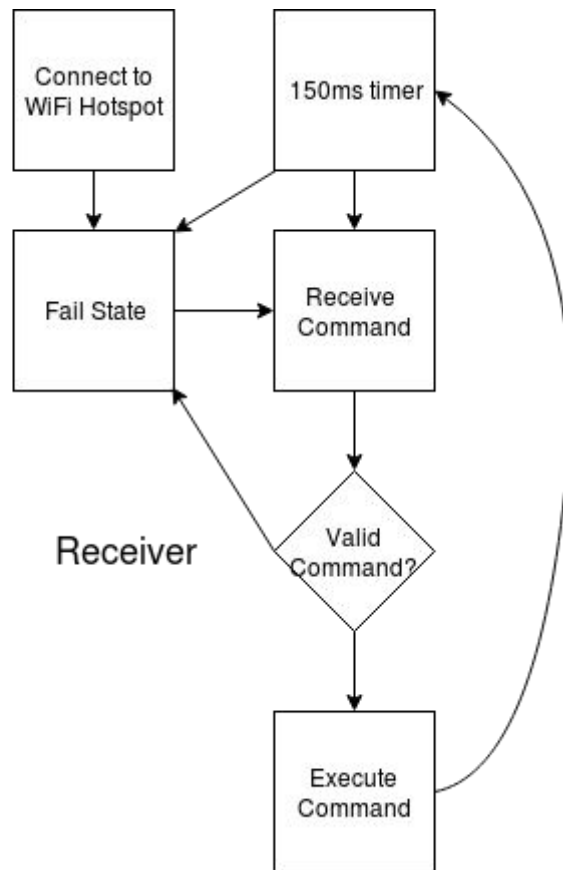 Connect to
WiFi Hotspot
150ms timer
Fail State
Receive
Command
Receiver
Valid
Command?
Execute
Command